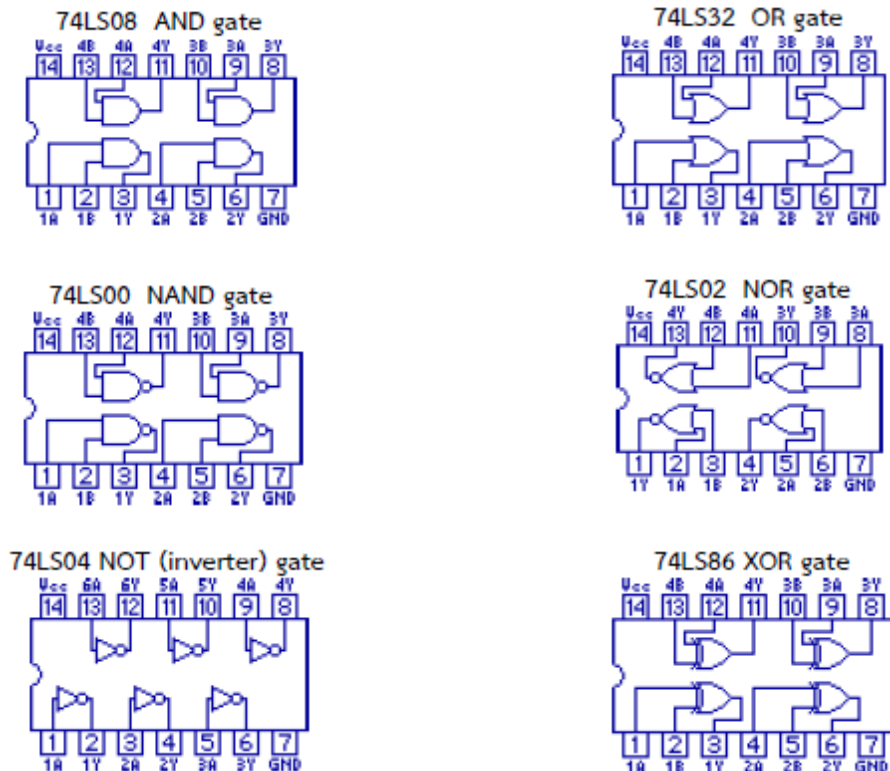 74LS08 AND gate
Vcc 4B 4A 4Y 3B 3A 3Y
14 13 12 11 10 9 8
1 2 3 4 5 6 7
1A 1B 1Y 2A 2B 2Y GND
74LS32 OR gate
Vcc 4B 4A 4Y 3B 3A 3Y
14 13 12 11 10 9 8
1 2 3 4 5 6 7
1A 1B 1Y 2A 2B 2Y GND
74LS00 NAND gate
Vcc 4B 4A 4Y 3B 3A 3Y
14 13 12 11 10 9 8
1 2 3 4 5 6 7
1A 1B 1Y 2A 2B 2Y GND
74LS02 NOR gate
Vcc 4Y 4B 4A 3Y 3B 3A
14 13 12 11 10 9 8
1 2 3 4 5 6 7
1Y 1A 1B 2Y 2A 2B GND
74LS04 NOT (inverter) gate
Vcc 6A 6Y 5A 5Y 4A 4Y
14 13 12 11 10 9 8
1 2 3 4 5 6 7
1A 1Y 2A 2Y 3A 3Y GND
74LS86 XOR gate
Vcc 4B 4A 4Y 3B 3A 3Y
14 13 12 11 10 9 8
1 2 3 4 5 6 7
1A 1B 1Y 2A 2B 2Y GND